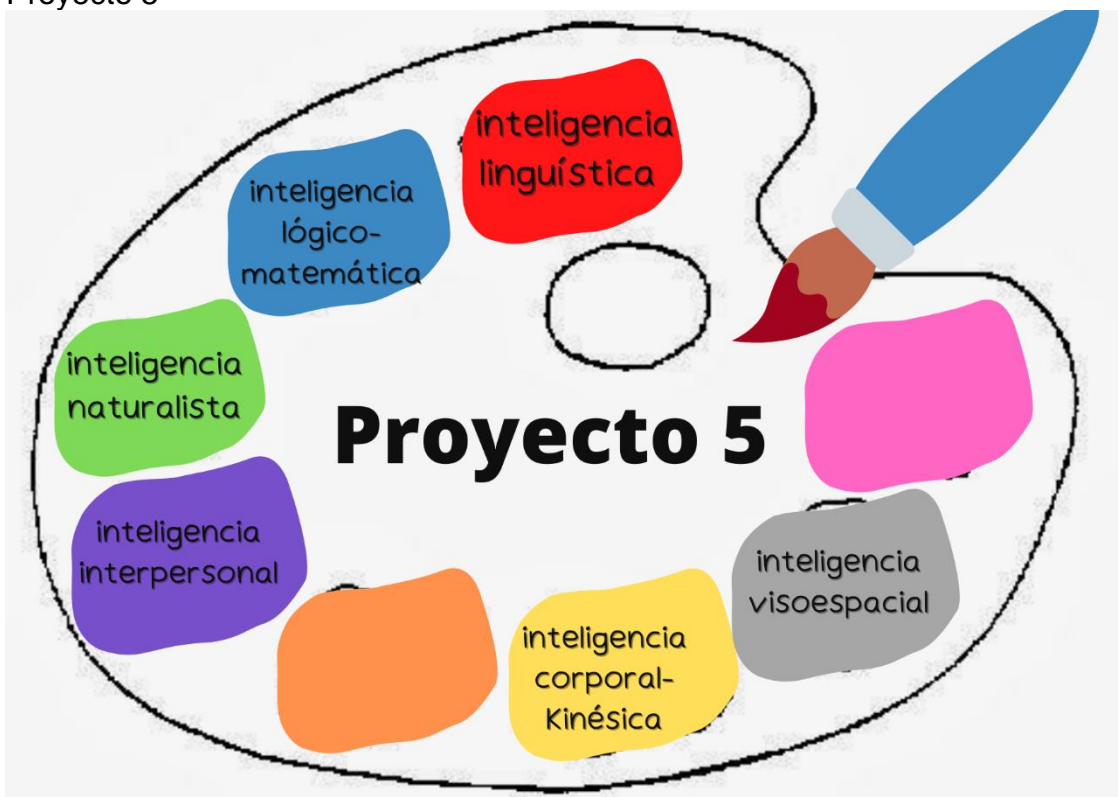 inteligencia
linguística
inteligencia
lógico-
matemática
inteligencia
naturalista
Proyecto 5
inteligencia
interpersonal
inteligencia
visoespacial
inteligencia
corporal-
Kinésica